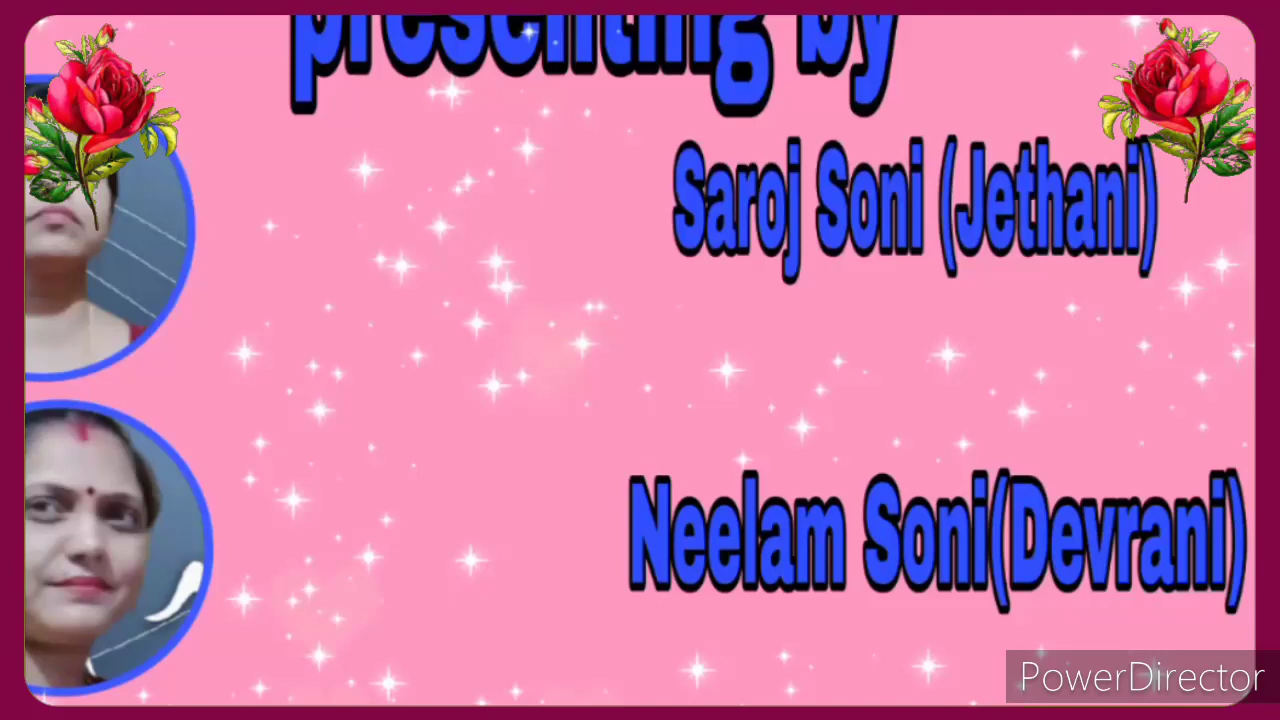 presenting by
Saroj Soni (Jethani)
Neelam Soni(Devrani)
PowerDirector